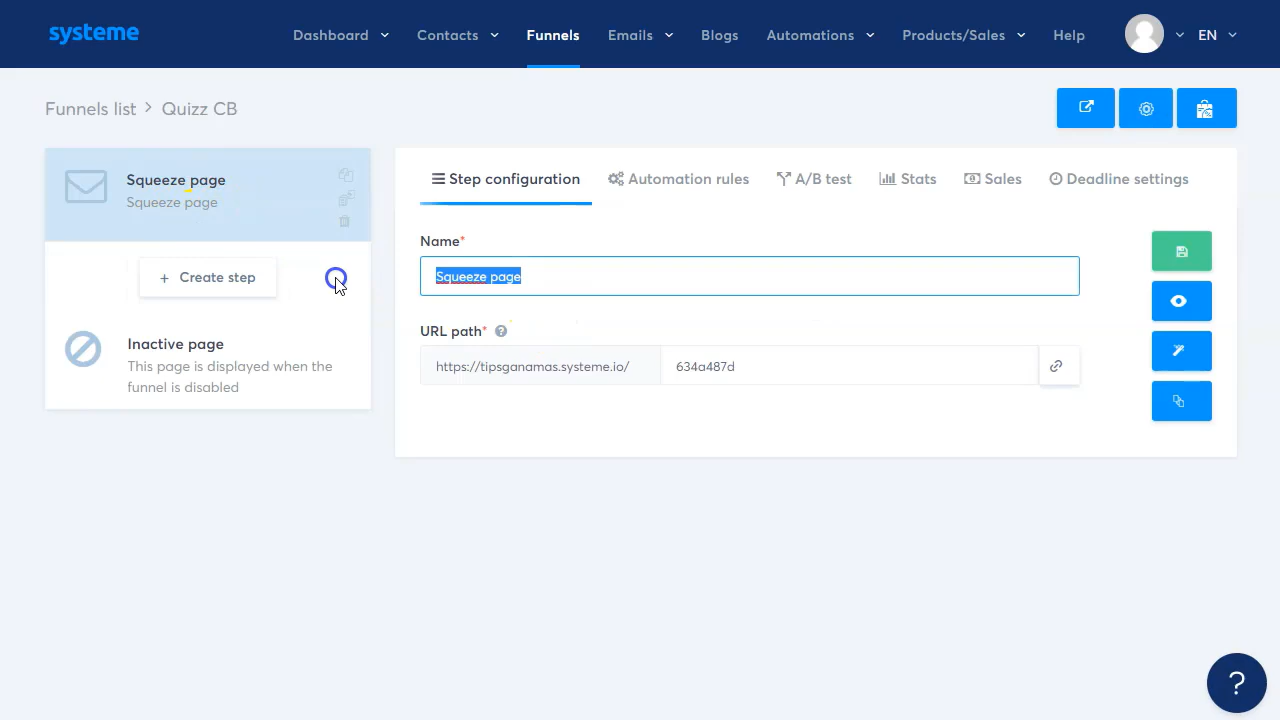 systeme
Dashboard Contacts Funnels Emails Blogs Automations Products/Sales Help EN
Funnels list > Quizz CB
Squeeze page
Squeeze page
+ Create step
Inactive page
This page is displayed when the
funnel is disabled
Step configuration Automation rules A/B test Stats Sales Deadline settings
Name*
Squeeze page
URL path* ?
https://tipsganamas.systeme.io/ 634a487d
?